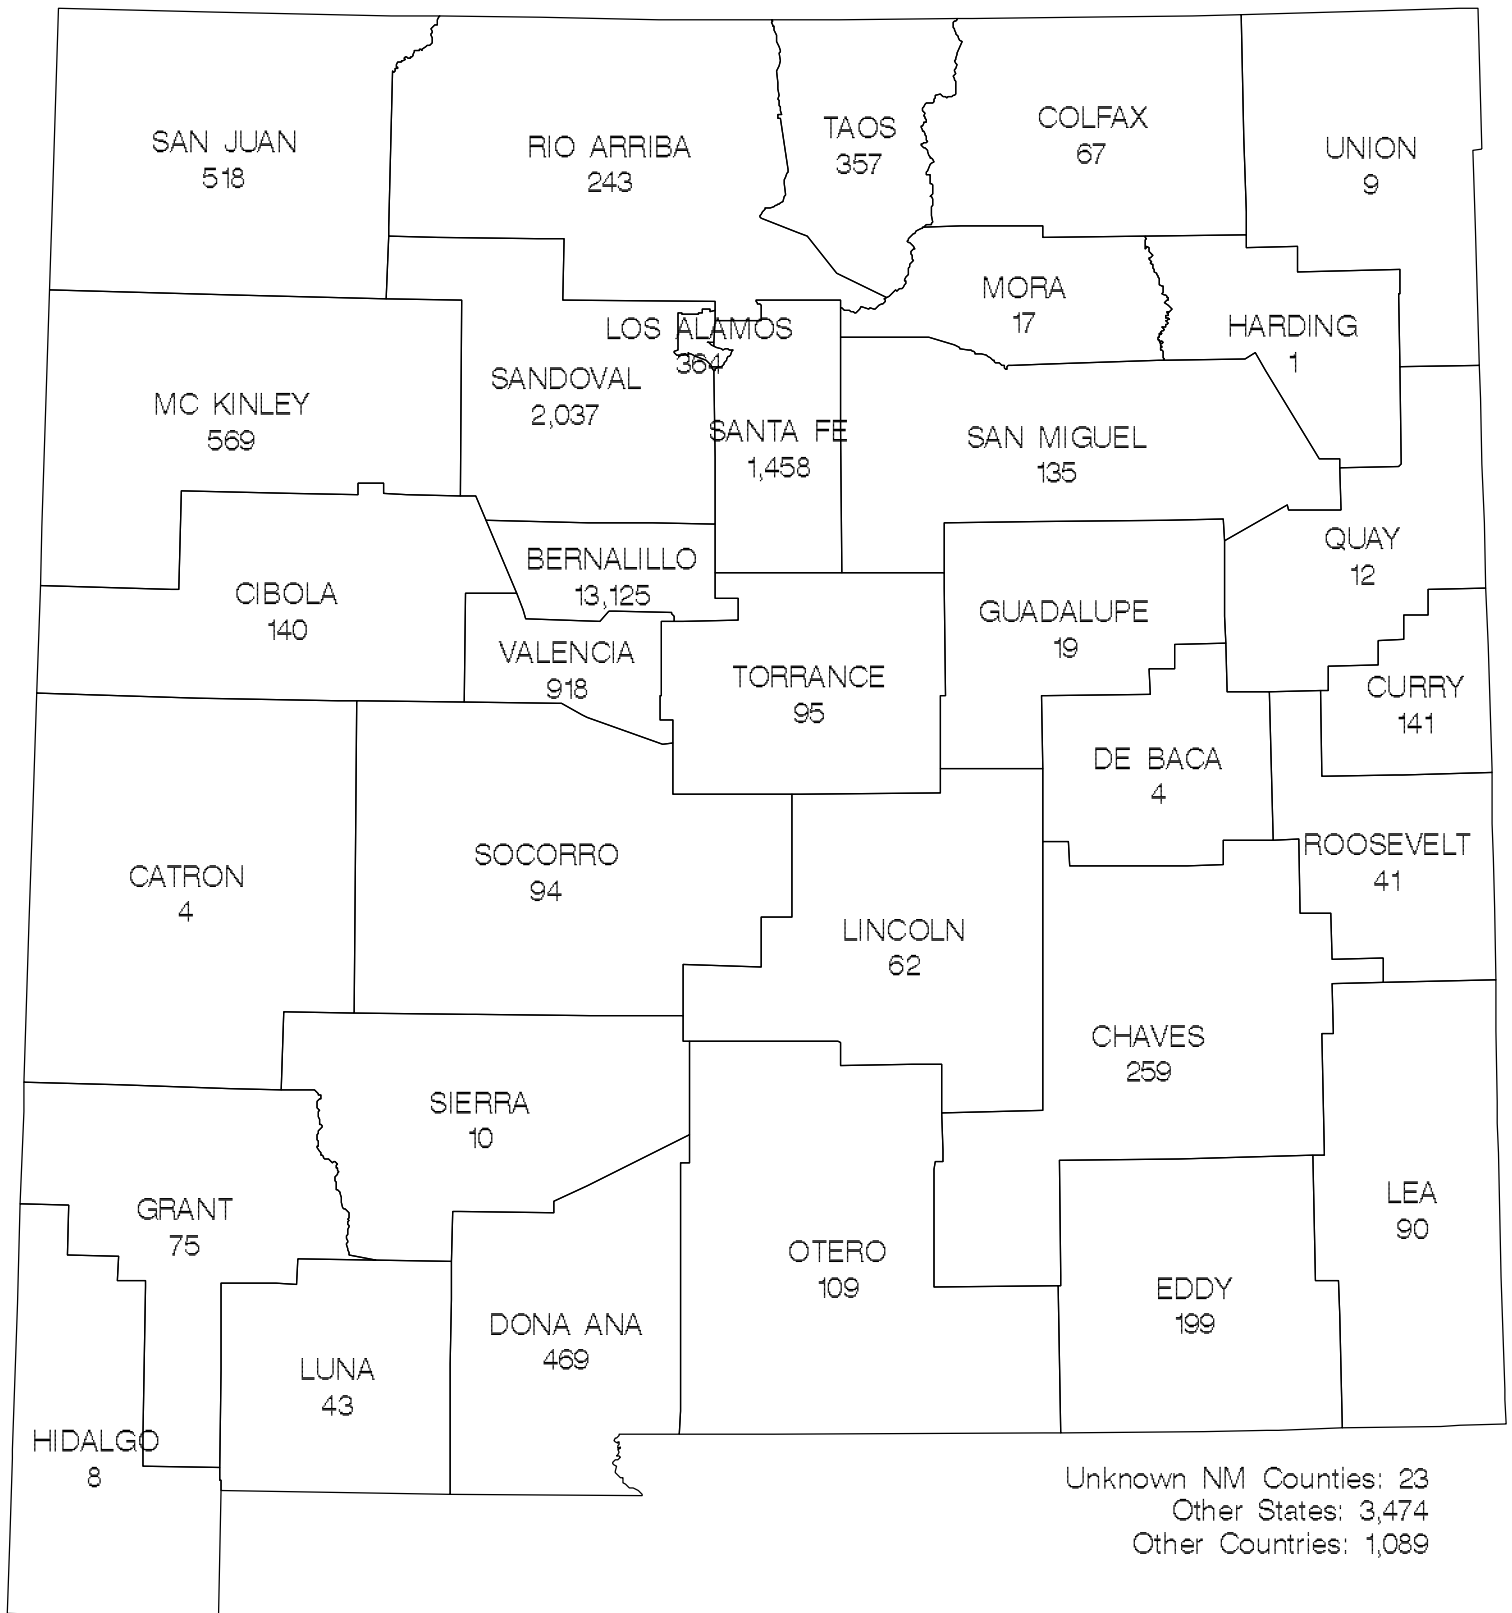 SAN JUAN
518
RIO ARRIBA
243
TAOS
357
COLFAX
67
UNION
9
MC KINLEY
569
SANDOVAL
2,037
LOS ALAMOS
364
SANTA FE
1,458
MORA
17
HARDING
1
SAN MIGUEL
135
QUAY
12
CIBOLA
140
BERNALILLO
13,125
VALENCIA
918
TORRANCE
95
GUADALUPE
19
CURRY
141
DE BACA
4
ROOSEVELT
41
CATRON
4
SOCORRO
94
LINCOLN
62
CHAVES
259
SIERRA
10
GRANT
75
LEA
90
OTERO
109
EDDY
199
DONA ANA
469
LUNA
43
HIDALGO
8
Unknown NM Counties: 23
Other States: 3,474
Other Countries: 1,089